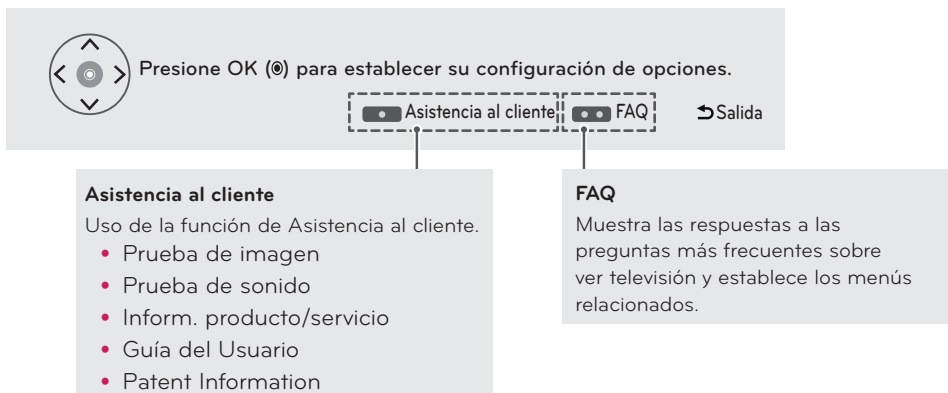 Presione OK (◉) para establecer su configuración de opciones.
Asistencia al cliente FAQ Salida
Asistencia al cliente
Uso de la función de Asistencia al cliente.
• Prueba de imagen
• Prueba de sonido
• Inform. producto/servicio
• Guía del Usuario
• Patent Information
FAQ
Muestra las respuestas a las
preguntas más frecuentes sobre
ver televisión y establece los menús
relacionados.